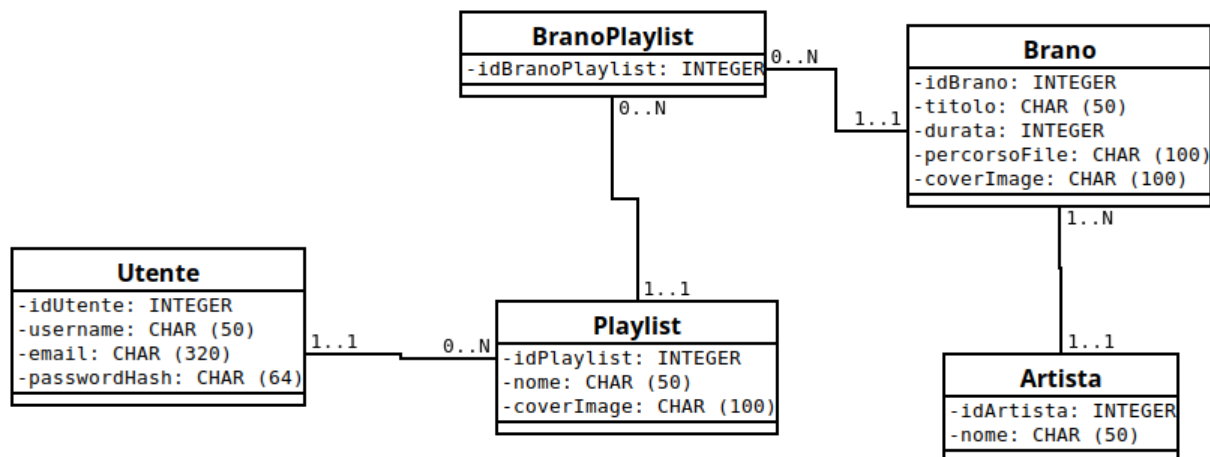 BranoPlaylist
-idBranoPlaylist: INTEGER
0..N
0..N
1..1
Brano
-idBrano: INTEGER
-titolo: CHAR (50)
-durata: INTEGER
-percorsoFile: CHAR (100)
-coverImage: CHAR (100)
1..N
Utente
-idUtente: INTEGER
-username: CHAR (50)
-email: CHAR (320)
-passwordHash: CHAR (64)
1..1
0..N
1..1
Playlist
-idPlaylist: INTEGER
-nome: CHAR (50)
-coverImage: CHAR (100)
1..1
Artista
-idArtista: INTEGER
-nome: CHAR (50)